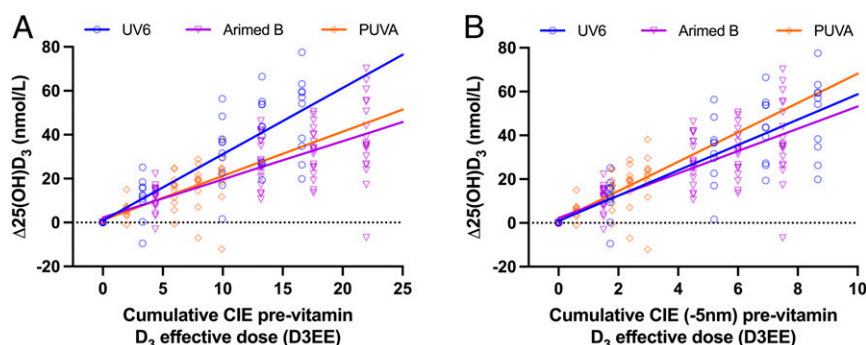 A
UV6 Arimed B PUVA
Δ25(OH)D₃ (nmol/L)
80
60
40
20
0
-20
0 5 10 15 20 25
Cumulative CIE pre-vitamin
D₃ effective dose (D3EE)
B
UV6 Arimed B PUVA
Δ25(OH)D₃ (nmol/L)
80
60
40
20
0
-20
0 2 4 6 8 10
Cumulative CIE (-5nm) pre-vitamin
D₃ effective dose (D3EE)